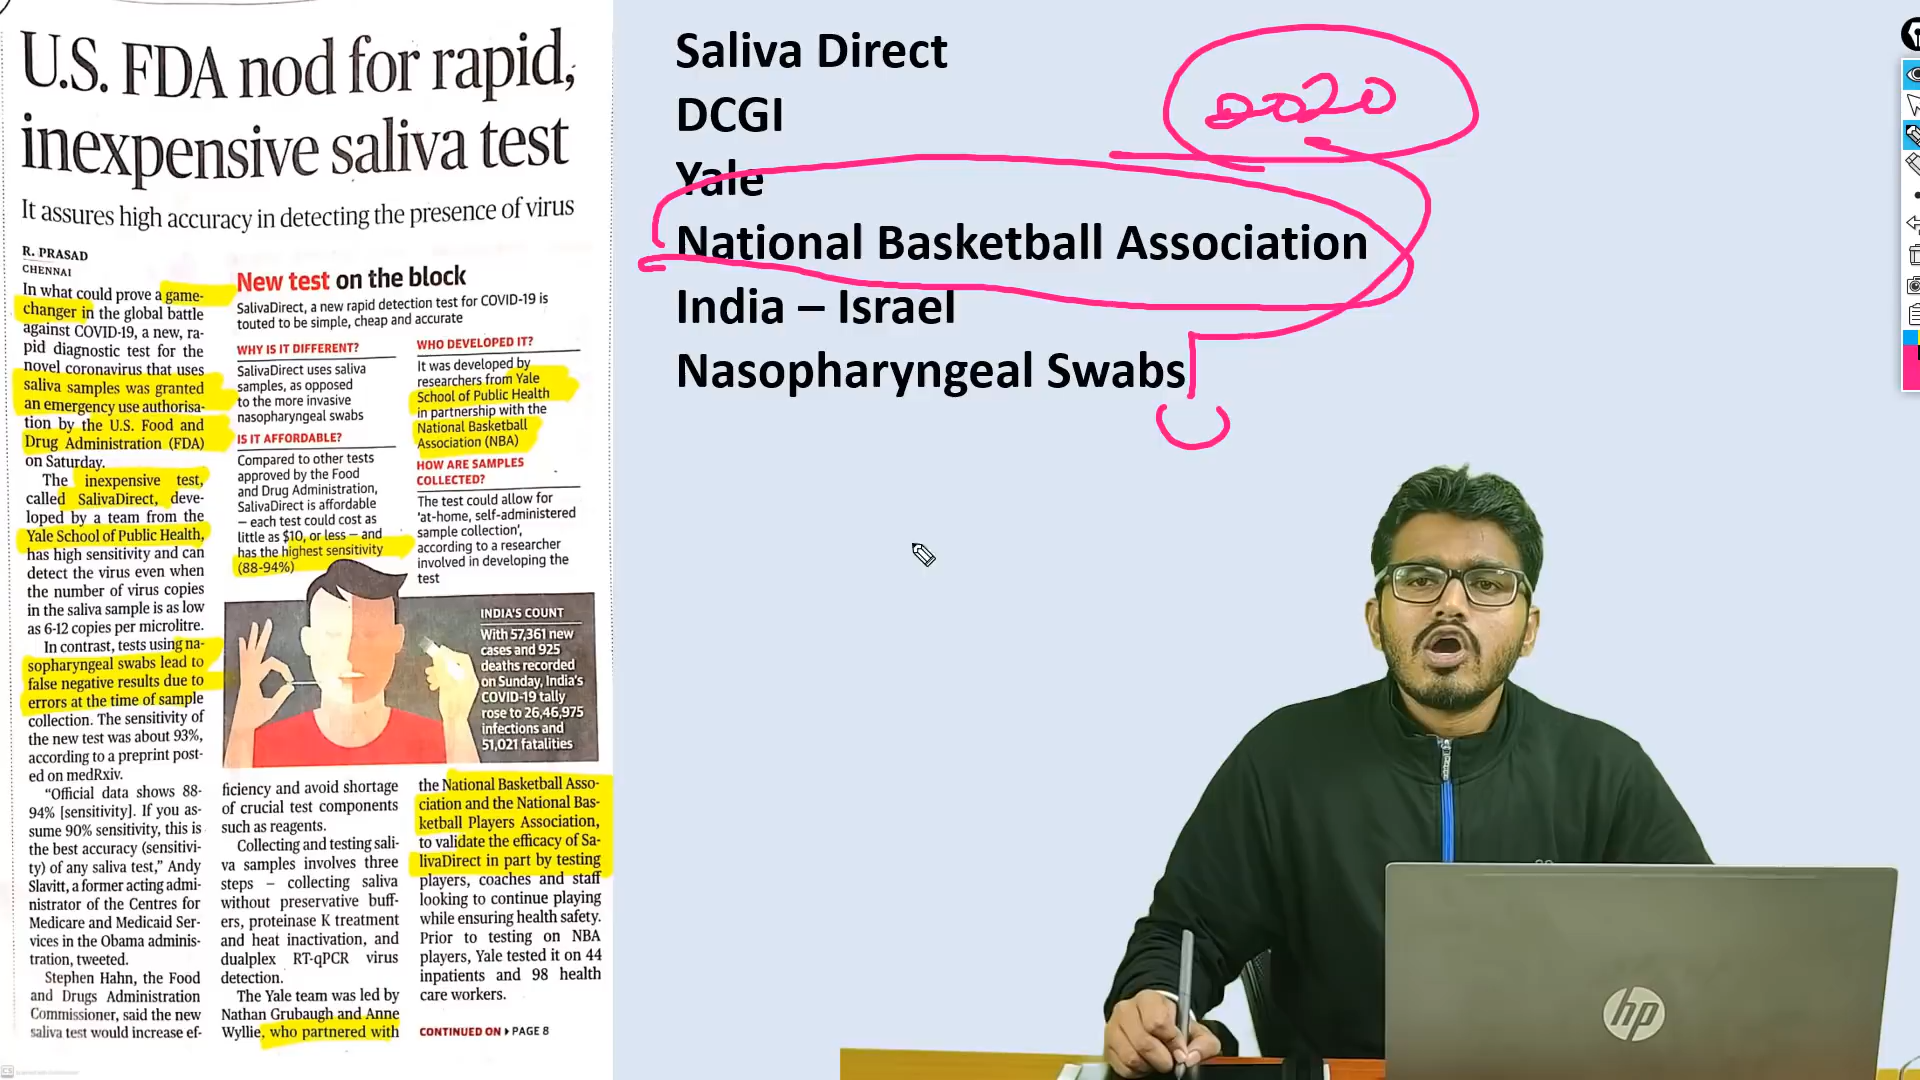 U.S. FDA nod for rapid,
inexpensive saliva test
It assures high accuracy in detecting the presence of virus
R. PRASAD
CHENNAI
In what could prove a game-
changer in the global battle
against COVID-19, a new, ra-
pid diagnostic test for the
novel coronavirus that uses
saliva samples was granted
an emergency use authorisa-
tion by the U.S. Food and
Drug Administration (FDA)
on Saturday.
The inexpensive test,
called SalivaDirect, deve-
loped by a team from the
Yale School of Public Health,
has high sensitivity and can
detect the virus even when
the number of virus copies
in the saliva sample is as low
as 6-12 copies per microlitre.
In contrast, tests using na-
sopharyngeal swabs lead to
false negative results due to
errors at the time of sample
collection. The sensitivity of
the new test was about 93%,
according to a preprint post-
ed on medRxiv.
“Official data shows 88-
94% [sensitivity]. If you as-
sume 90% sensitivity, this is
the best accuracy (sensitivi-
ty) of any saliva test,” Andy
Slavitt, a former acting admi-
nistrator of the Centres for
Medicare and Medicaid Ser-
vices in the Obama adminis-
tration, tweeted.
Stephen Hahn, the Food
and Drugs Administration
Commissioner, said the new
saliva test would increase ef-
New test on the block
SalivaDirect, a new rapid detection test for COVID-19 is
touted to be simple, cheap and accurate
WHY IS IT DIFFERENT?
SalivaDirect uses saliva
samples, as opposed
to the more invasive
nasopharyngeal swabs
IS IT AFFORDABLE?
Compared to other tests
approved by the Food
and Drug Administration,
SalivaDirect is affordable
— each test could cost as
little as $10, or less — and
has the highest sensitivity
(88-94%)
WHO DEVELOPED IT?
It was developed by
researchers from Yale
School of Public Health
in partnership with the
National Basketball
Association (NBA)
HOW ARE SAMPLES
COLLECTED?
The test could allow for
'at-home, self-administered
sample collection',
according to a researcher
involved in developing the
test
INDIA'S COUNT
With 57,361 new
cases and 925
deaths recorded
on Sunday, India's
COVID-19 tally
rose to 26,46,975
infections and
51,021 fatalities
ficiency and avoid shortage
of crucial test components
such as reagents.
Collecting and testing sali-
va samples involves three
steps – collecting saliva
without preservative buff-
ers, proteinase K treatment
and heat inactivation, and
dualplex RT-qPCR virus
detection.
The Yale team was led by
Nathan Grubaugh and Anne
Wyllie, who partnered with
the National Basketball Asso-
ciation and the National Bas-
ketball Players Association,
to validate the efficacy of Sa-
livaDirect in part by testing
players, coaches and staff
looking to continue playing
while ensuring health safety.
Prior to testing on NBA
players, Yale tested it on 44
inpatients and 98 health
care workers.
CONTINUED ON PAGE 8
Saliva Direct
DCGI
Yale
National Basketball Association
India – Israel
Nasopharyngeal Swabs
2020
hp